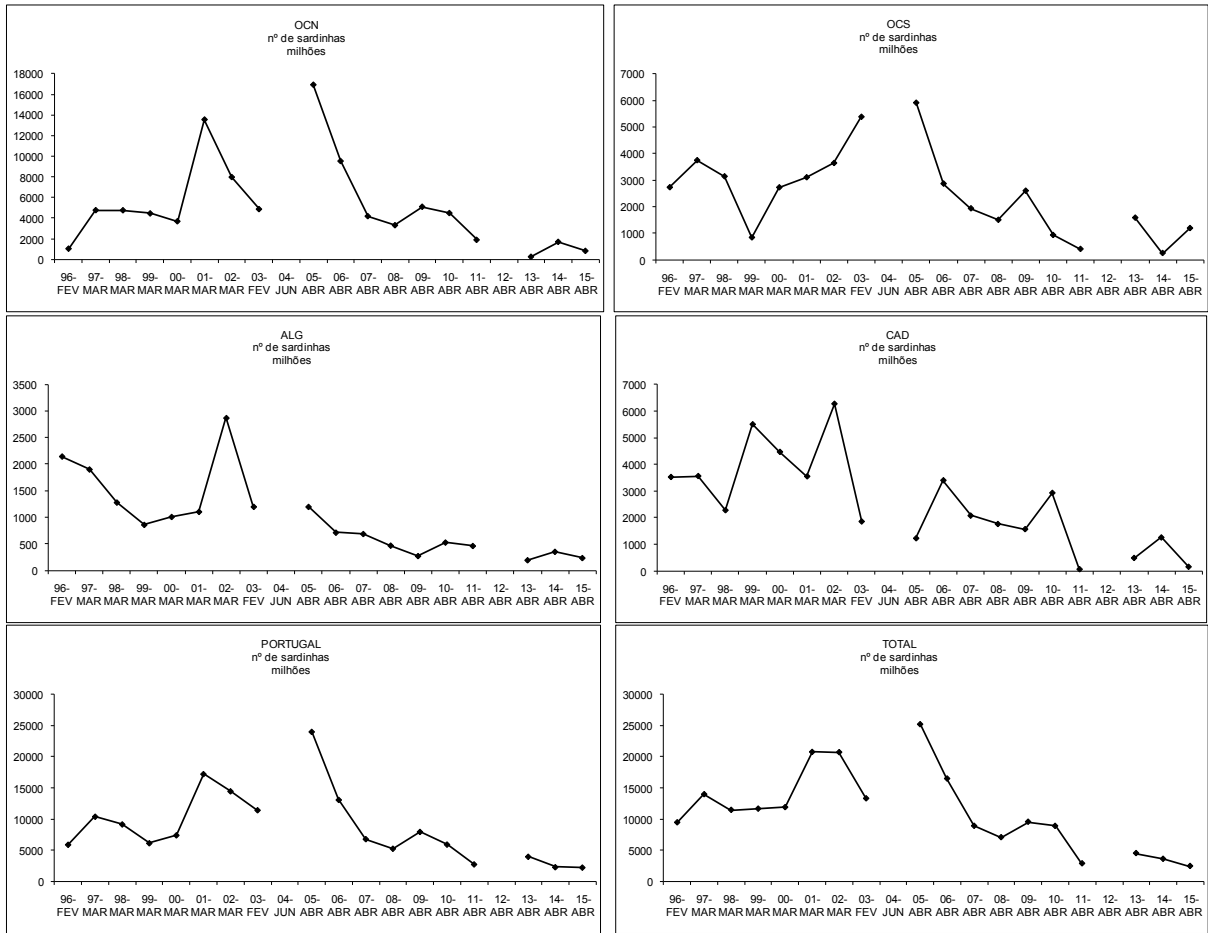 OCN
nº de sardinhas
milhões
18000
16000
14000
12000
10000
8000
6000
4000
2000
0
96- 97- 98- 99- 00- 01- 02- 03- 04- 05- 06- 07- 08- 09- 10- 11- 12- 13- 14- 15-
FEV MAR MAR MAR MAR MAR MAR FEV JUN ABR ABR ABR ABR ABR ABR ABR ABR ABR ABR ABR
OCS
nº de sardinhas
milhões
7000
6000
5000
4000
3000
2000
1000
0
96- 97- 98- 99- 00- 01- 02- 03- 04- 05- 06- 07- 08- 09- 10- 11- 12- 13- 14- 15-
FEV MAR MAR MAR MAR MAR MAR FEV JUN ABR ABR ABR ABR ABR ABR ABR ABR ABR ABR ABR
ALG
nº de sardinhas
milhões
3500
3000
2500
2000
1500
1000
500
0
96- 97- 98- 99- 00- 01- 02- 03- 04- 05- 06- 07- 08- 09- 10- 11- 12- 13- 14- 15-
FEV MAR MAR MAR MAR MAR MAR FEV JUN ABR ABR ABR ABR ABR ABR ABR ABR ABR ABR ABR
CAD
nº de sardinhas
milhões
7000
6000
5000
4000
3000
2000
1000
0
96- 97- 98- 99- 00- 01- 02- 03- 04- 05- 06- 07- 08- 09- 10- 11- 12- 13- 14- 15-
FEV MAR MAR MAR MAR MAR MAR FEV JUN ABR ABR ABR ABR ABR ABR ABR ABR ABR ABR ABR
PORTUGAL
nº de sardinhas
milhões
30000
25000
20000
15000
10000
5000
0
96- 97- 98- 99- 00- 01- 02- 03- 04- 05- 06- 07- 08- 09- 10- 11- 12- 13- 14- 15-
FEV MAR MAR MAR MAR MAR MAR FEV JUN ABR ABR ABR ABR ABR ABR ABR ABR ABR ABR ABR
TOTAL
nº de sardinhas
milhões
30000
25000
20000
15000
10000
5000
0
96- 97- 98- 99- 00- 01- 02- 03- 04- 05- 06- 07- 08- 09- 10- 11- 12- 13- 14- 15-
FEV MAR MAR MAR MAR MAR MAR FEV JUN ABR ABR ABR ABR ABR ABR ABR ABR ABR ABR ABR